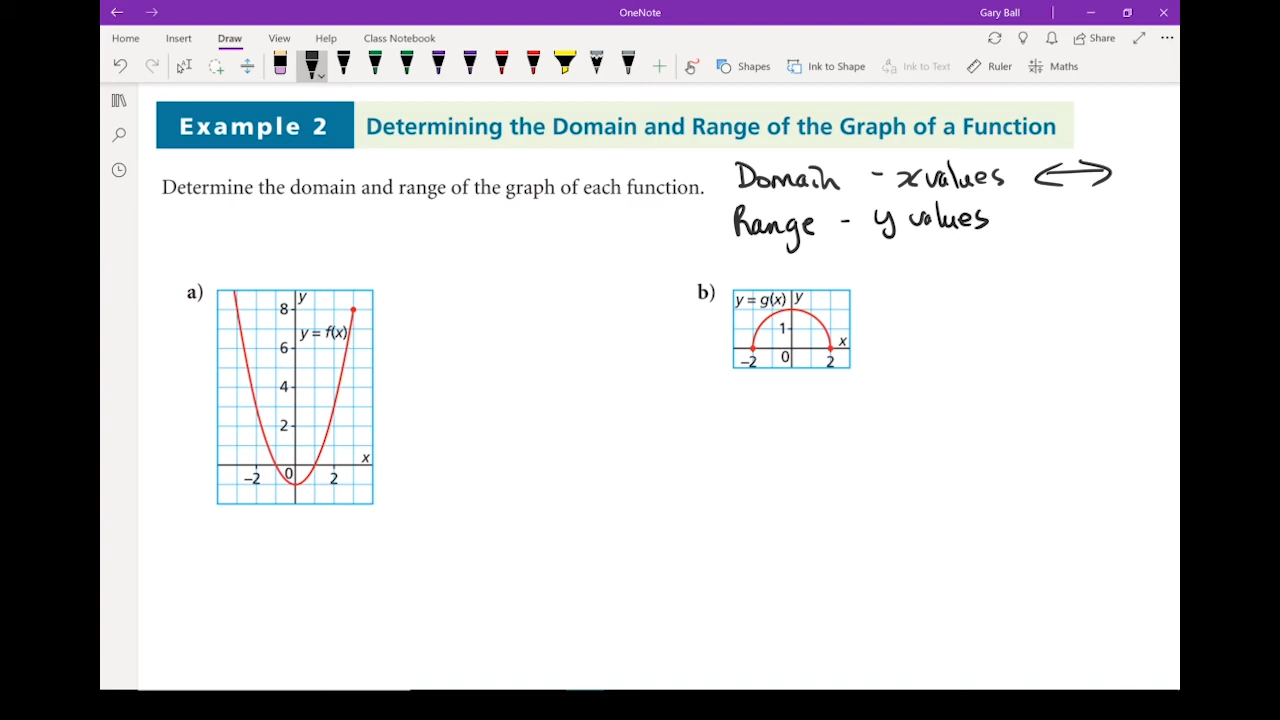 OneNote
Gary Ball
Home Insert Draw View Help Class Notebook
Share
Shapes Ink to Shape Ink to Text Ruler Maths
Example 2 Determining the Domain and Range of the Graph of a Function
Determine the domain and range of the graph of each function.
Domain - x values
Range - y values
a)
y
8
y = f(x)
6
4
2
x
-2 0 2
b)
y = g(x) y
1
x
-2 0 2